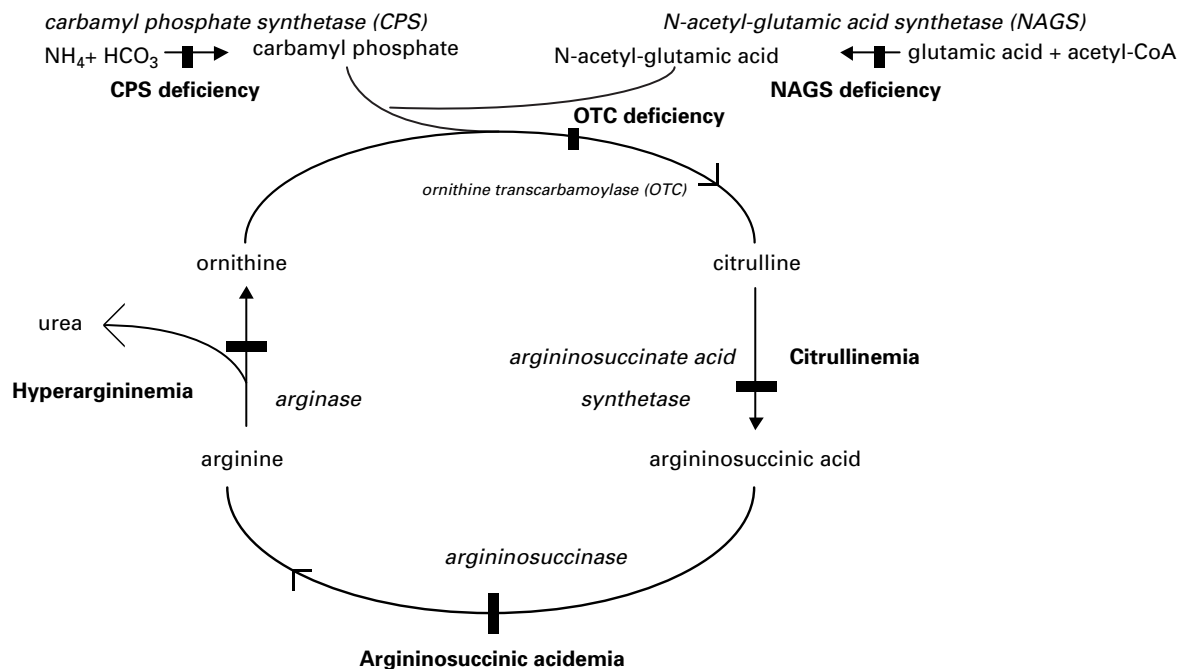 carbamyl phosphate synthetase (CPS)
N-acetyl-glutamic acid synthetase (NAGS)
NH₄+ HCO₃
carbamyl phosphate
N-acetyl-glutamic acid
glutamic acid + acetyl-CoA
CPS deficiency
NAGS deficiency
OTC deficiency
ornithine transcarbamoylase (OTC)
ornithine
citrulline
urea
argininosuccinate acid
synthetase
Citrullinemia
Hyperargininemia
arginase
arginine
argininosuccinic acid
argininosuccinase
Argininosuccinic acidemia